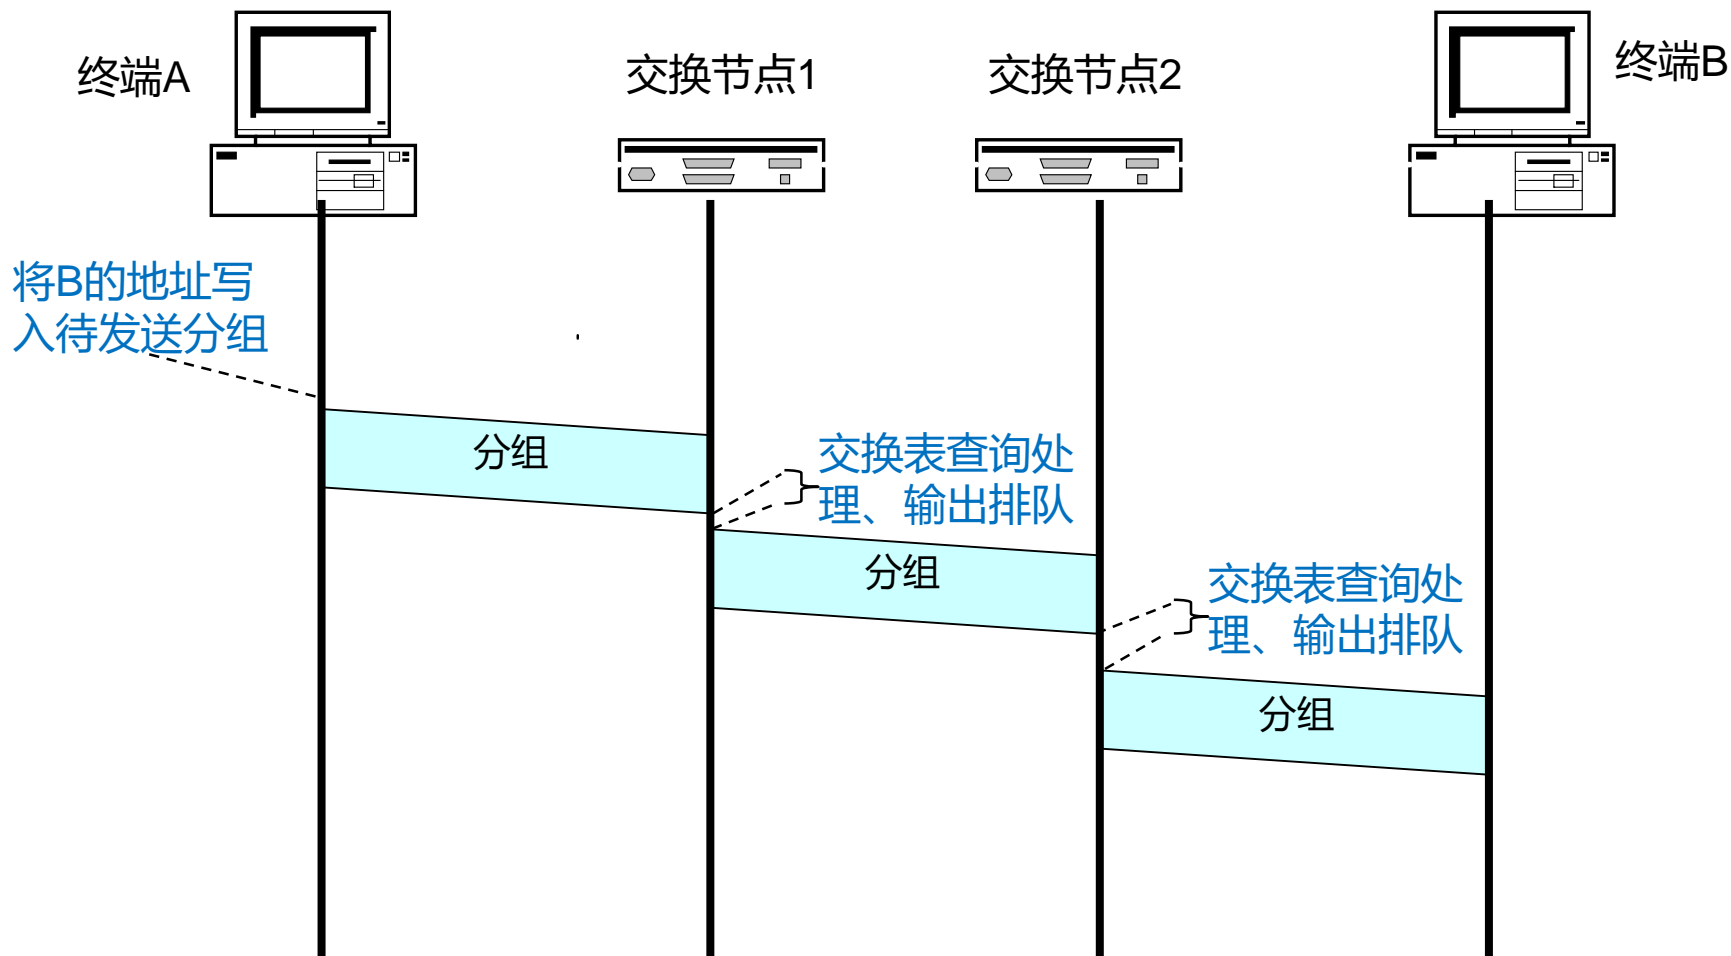 终端A
交换节点1
交换节点2
终端B
将B的地址写
入待发送分组
分组
交换表查询处
理、输出排队
分组
交换表查询处
理、输出排队
分组